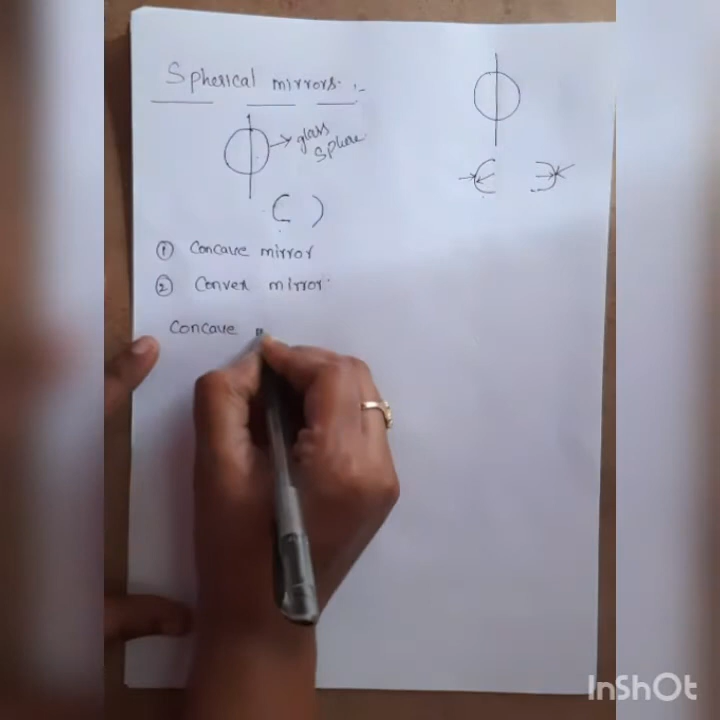 Spherical mirrors :-
glass
sphere
① Concave mirror
② Convex mirror
Concave
InShOt